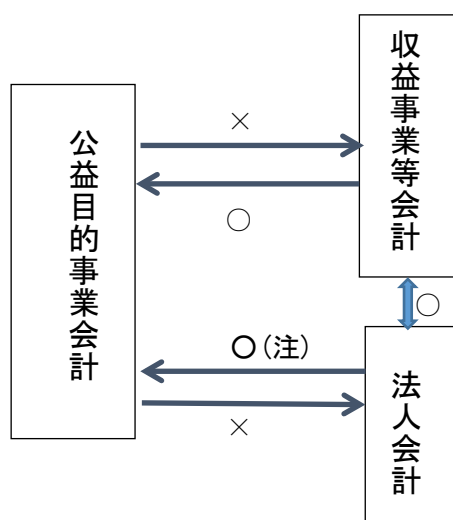 公益目的事業会計
収益事業等会計
×
○
○
○(注)
×
法人会計